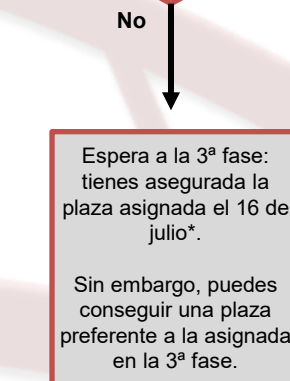 No
Espera a la 3ª fase:
tienes asegurada la
plaza asignada el 16 de
julio*.
Sin embargo, puedes
conseguir una plaza
preferente a la asignada
en la 3ª fase.